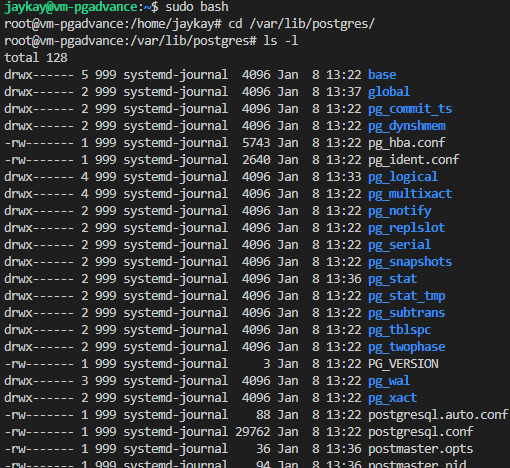 jaykay@vm-pgadvance:~$ sudo bash
root@vm-pgadvance:/home/jaykay# cd /var/lib/postgres/
root@vm-pgadvance:/var/lib/postgres# ls -l
total 128
drwx------ 5 999 systemd-journal  4096 Jan  8 13:22 base
drwx------ 2 999 systemd-journal  4096 Jan  8 13:37 global
drwx------ 2 999 systemd-journal  4096 Jan  8 13:22 pg_commit_ts
drwx------ 2 999 systemd-journal  4096 Jan  8 13:22 pg_dynshmem
-rw------- 1 999 systemd-journal  5743 Jan  8 13:22 pg_hba.conf
-rw------- 1 999 systemd-journal  2640 Jan  8 13:22 pg_ident.conf
drwx------ 4 999 systemd-journal  4096 Jan  8 13:33 pg_logical
drwx------ 4 999 systemd-journal  4096 Jan  8 13:22 pg_multixact
drwx------ 2 999 systemd-journal  4096 Jan  8 13:22 pg_notify
drwx------ 2 999 systemd-journal  4096 Jan  8 13:22 pg_replslot
drwx------ 2 999 systemd-journal  4096 Jan  8 13:22 pg_serial
drwx------ 2 999 systemd-journal  4096 Jan  8 13:22 pg_snapshots
drwx------ 2 999 systemd-journal  4096 Jan  8 13:36 pg_stat
drwx------ 2 999 systemd-journal  4096 Jan  8 13:22 pg_stat_tmp
drwx------ 2 999 systemd-journal  4096 Jan  8 13:22 pg_subtrans
drwx------ 2 999 systemd-journal  4096 Jan  8 13:22 pg_tblspc
drwx------ 2 999 systemd-journal  4096 Jan  8 13:22 pg_twophase
-rw------- 1 999 systemd-journal     3 Jan  8 13:22 PG_VERSION
drwx------ 3 999 systemd-journal  4096 Jan  8 13:22 pg_wal
drwx------ 2 999 systemd-journal  4096 Jan  8 13:22 pg_xact
-rw------- 1 999 systemd-journal    88 Jan  8 13:22 postgresql.auto.conf
-rw------- 1 999 systemd-journal 29762 Jan  8 13:22 postgresql.conf
-rw------- 1 999 systemd-journal    36 Jan  8 13:36 postmaster.opts
-rw------- 1 999 systemd-journal    94 Jan  8 13:36 postmaster.pid